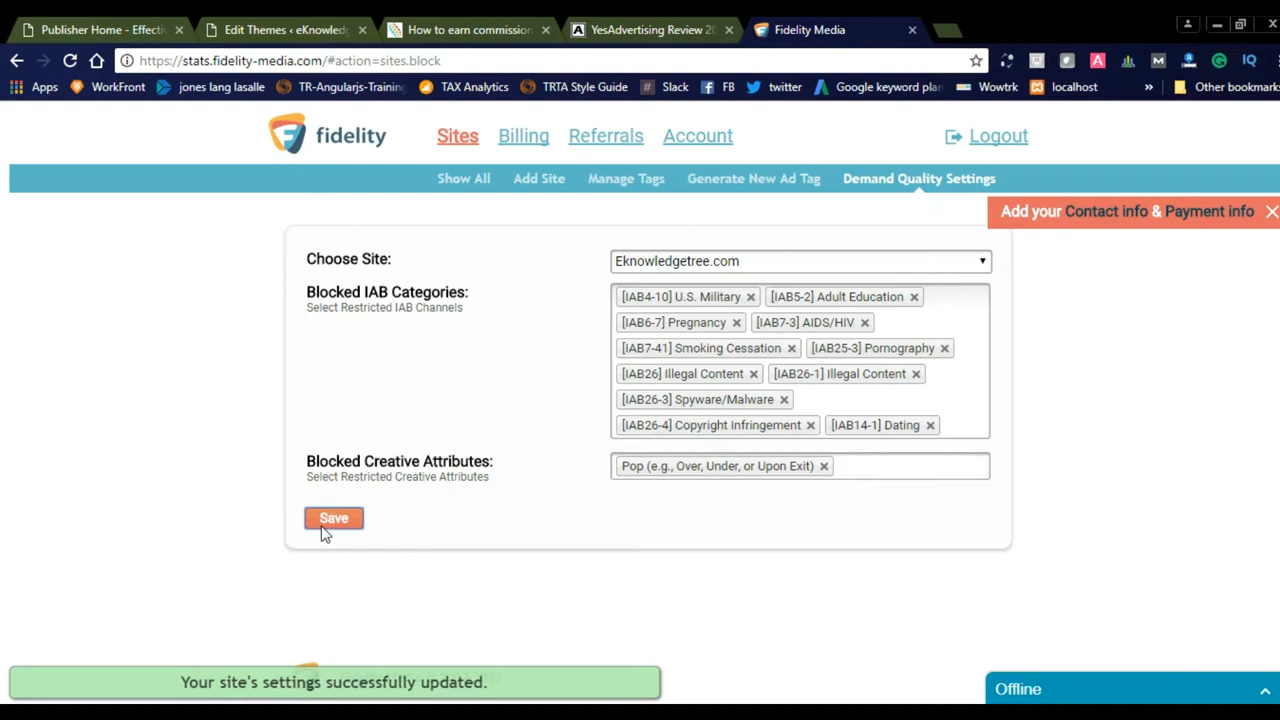 Publisher Home - Effecti
Edit Themes ‹ eKnowled
How to earn commission
YesAdvertising Review 20
Fidelity Media
https://stats.fidelity-media.com/#action=sites.block
Apps
WorkFront
jones lang lasalle
TR-Angularjs-Training
TAX Analytics
TRTA Style Guide
Slack
FB
twitter
Google keyword plan
Wowtrk
localhost
»
Other bookmarks
fidelity
Sites
Billing
Referrals
Account
Logout
Show All
Add Site
Manage Tags
Generate New Ad Tag
Demand Quality Settings
Add your Contact info & Payment info
Choose Site:
Eknowledgetree.com
Blocked IAB Categories:
Select Restricted IAB Channels
[IAB4-10] U.S. Military × [IAB5-2] Adult Education ×
[IAB6-7] Pregnancy × [IAB7-3] AIDS/HIV ×
[IAB7-41] Smoking Cessation × [IAB25-3] Pornography ×
[IAB26] Illegal Content × [IAB26-1] Illegal Content ×
[IAB26-3] Spyware/Malware ×
[IAB26-4] Copyright Infringement × [IAB14-1] Dating ×
Blocked Creative Attributes:
Select Restricted Creative Attributes
Pop (e.g., Over, Under, or Upon Exit) ×
Save
Your site's settings successfully updated.
Offline